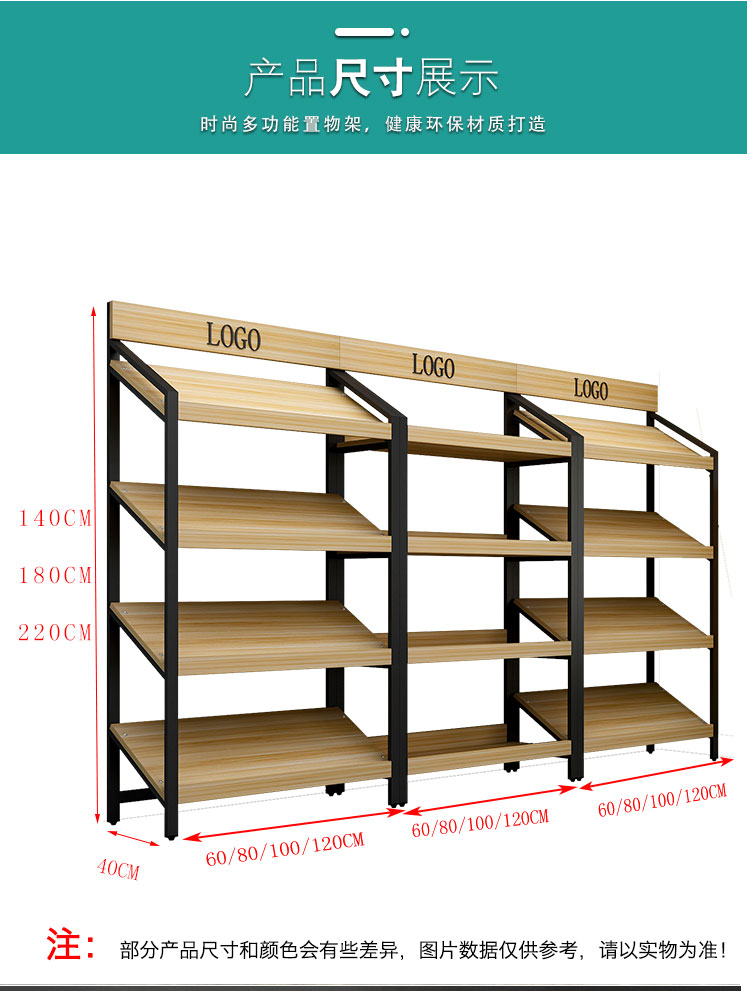 产品尺寸展示
时尚多功能置物架，健康环保材质打造
LOGO
LOGO
LOGO
140CM
180CM
220CM
40CM
60/80/100/120CM
60/80/100/120CM
60/80/100/120CM
注：部分产品尺寸和颜色会有些差异，图片数据仅供参考，请以实物为准！